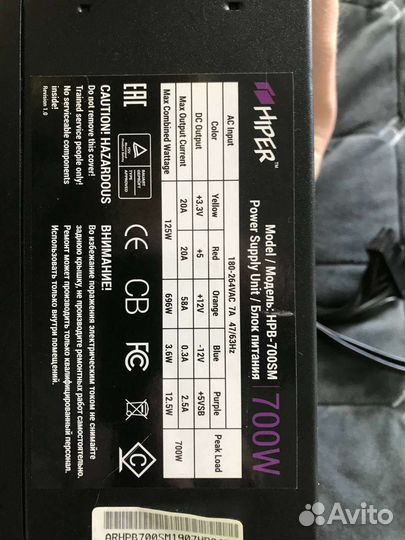 HIPER™
Model / Модель: HPB-700SM
Power Supply Unit / Блок питания
700W
AC Input 180-264VAC 7A 47/63Hz
Color Yellow Red Orange Blue Peak Load
DC Output +3.3V +5 +12V -12V +5VSB
Max Output Current 20A 20A 58A 0.3A 2.5A 700W
Max Combined Wattage 125W 696W 3.6W 12.5W
EAC
CE CB
CAUTION! HAZARDOUS
Do not remove this cover!
Trained service people only!
No serviceable components
inside!
Revision 1.0
ВНИМАНИЕ!
Во избежание поражения электрическим током не снимайте
заднюю крышку, не производите ремонтных работ самостоятельно.
Ремонт может производить только квалифицированный персонал.
Использовать только внутри помещений.
Avito